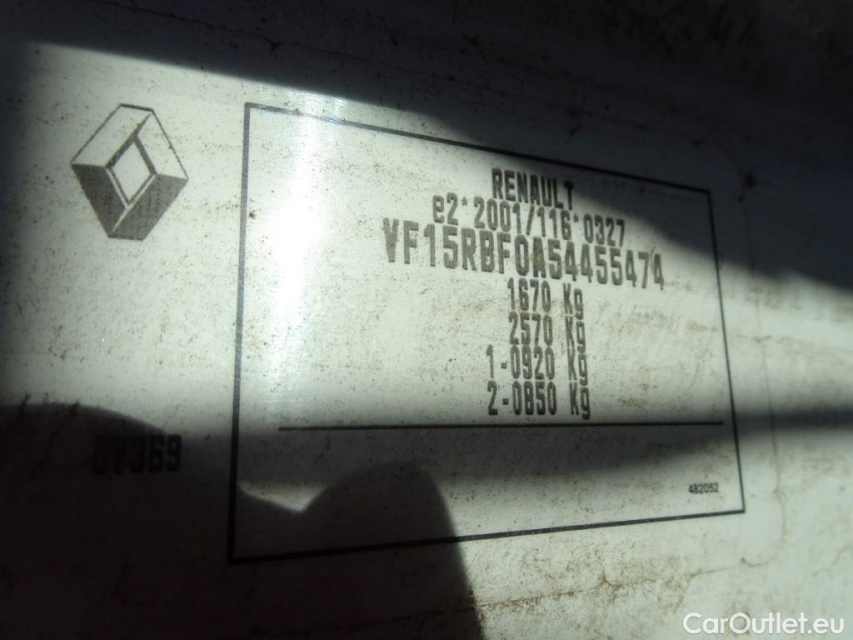 RENAULT
e2*2001/116*0327
VF15RBF0A54455474
1670 Kg
2570 Kg
1-0920 Kg
2-0850 Kg
DV369
482052
CarOutlet.eu